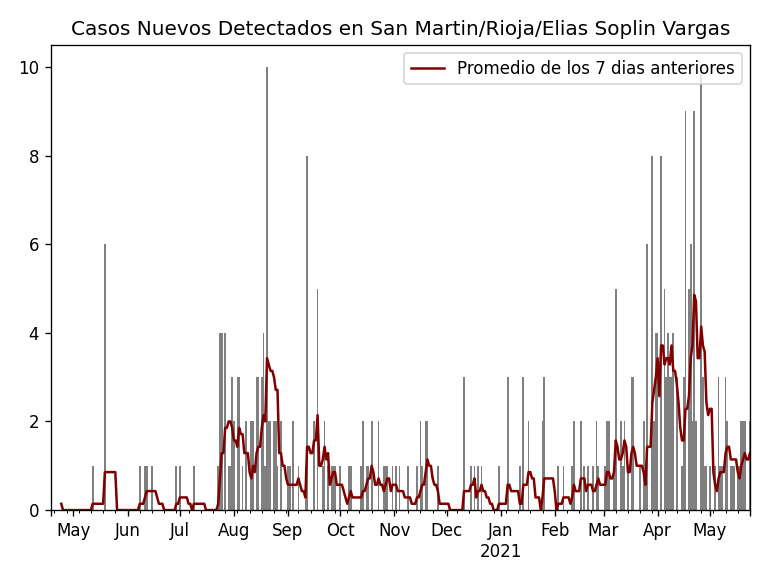 Casos Nuevos Detectados en San Martin/Rioja/Elias Soplin Vargas
Promedio de los 7 dias anteriores
10
8
6
4
2
0
May Jun Jul Aug Sep Oct Nov Dec Jan Feb Mar Apr May
2021